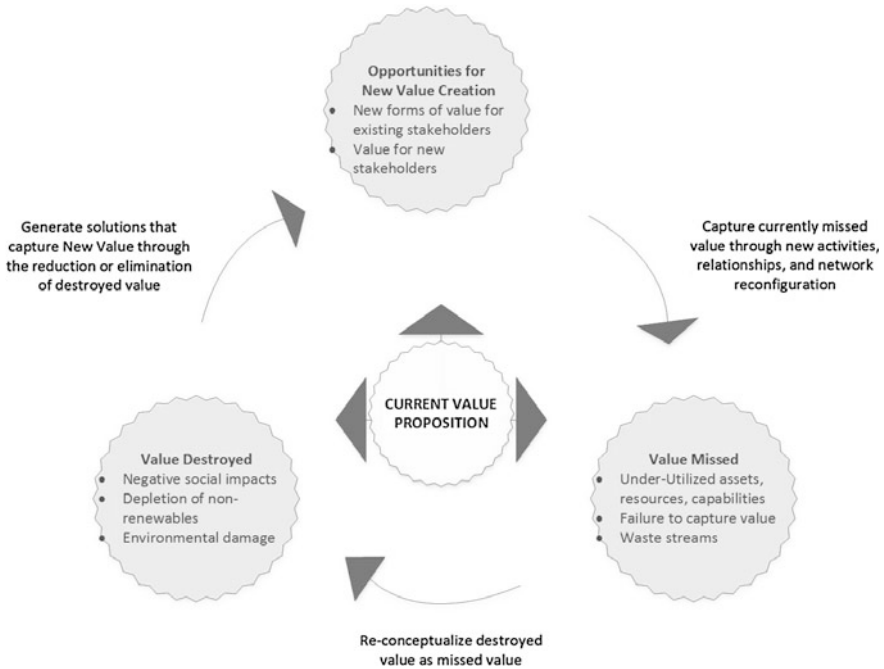 Opportunities for
New Value Creation
• New forms of value for
existing stakeholders
• Value for new
stakeholders
Generate solutions that
capture New Value through
the reduction or elimination
of destroyed value
Capture currently missed
value through new activities,
relationships, and network
reconfiguration
CURRENT VALUE
PROPOSITION
Value Destroyed
• Negative social impacts
• Depletion of non-
renewables
• Environmental damage
Value Missed
• Under-Utilized assets,
resources, capabilities
• Failure to capture value
• Waste streams
Re-conceptualize destroyed
value as missed value